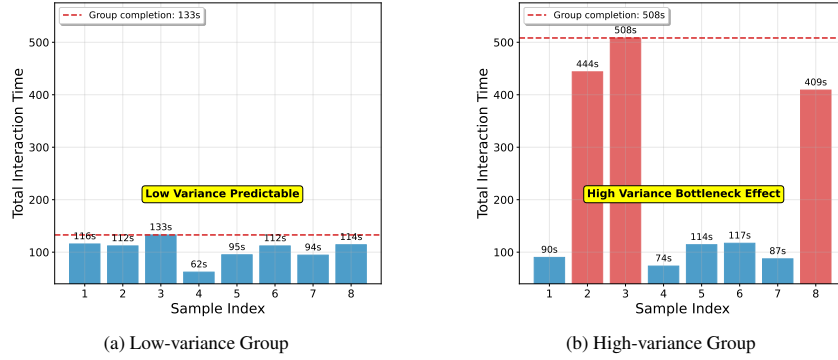 Group completion: 133s
500
400
300
200
100
Total Interaction Time
Low Variance Predictable
116s
112s
133s
62s
95s
112s
94s
114s
1 2 3 4 5 6 7 8
Sample Index
(a) Low-variance Group
Group completion: 508s
500
400
300
200
100
Total Interaction Time
High Variance Bottleneck Effect
90s
444s
508s
74s
114s
117s
87s
409s
1 2 3 4 5 6 7 8
Sample Index
(b) High-variance Group